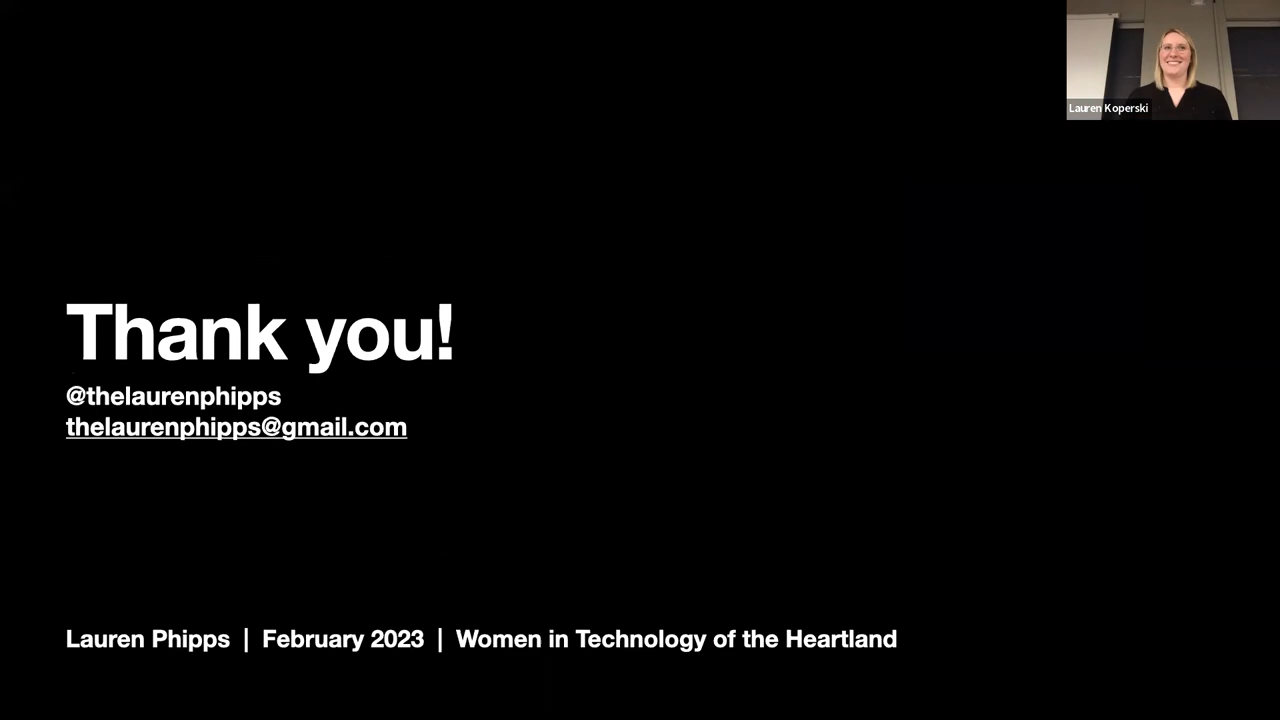 Lauren Koperski
Thank you!
@thelaurenphipps
thelaurenphipps@gmail.com
Lauren Phipps | February 2023 | Women in Technology of the Heartland